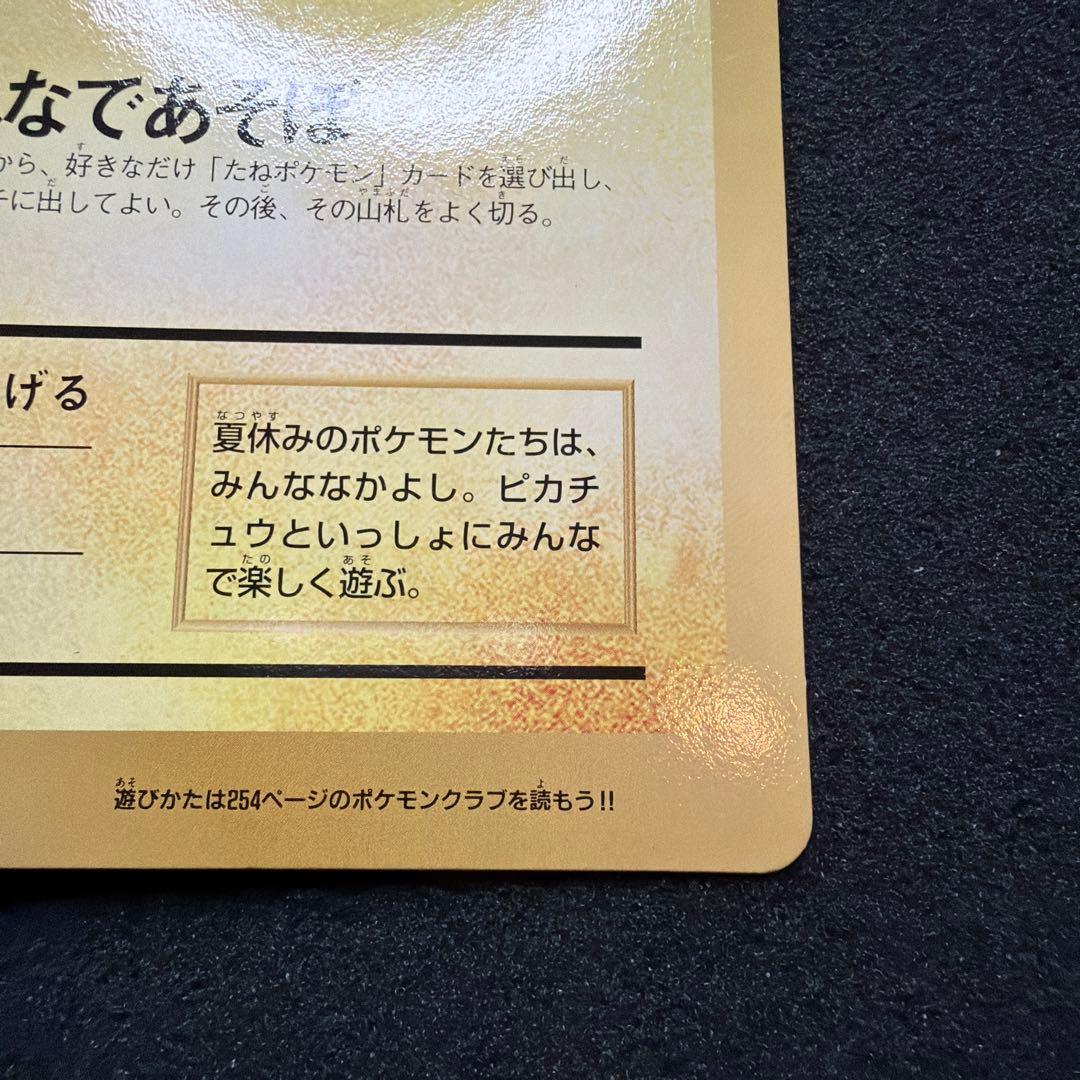 んなであそぼ
から、好きなだけ「たねポケモン」カードを選び出し、
チに出してよい。その後、その山札をよく切る。
げる
夏休みのポケモンたちは、
みんななかよし。ピカチ
ュウといっしょにみんな
で楽しく遊ぶ。
遊びかたは254ページのポケモンクラブを読もう!!